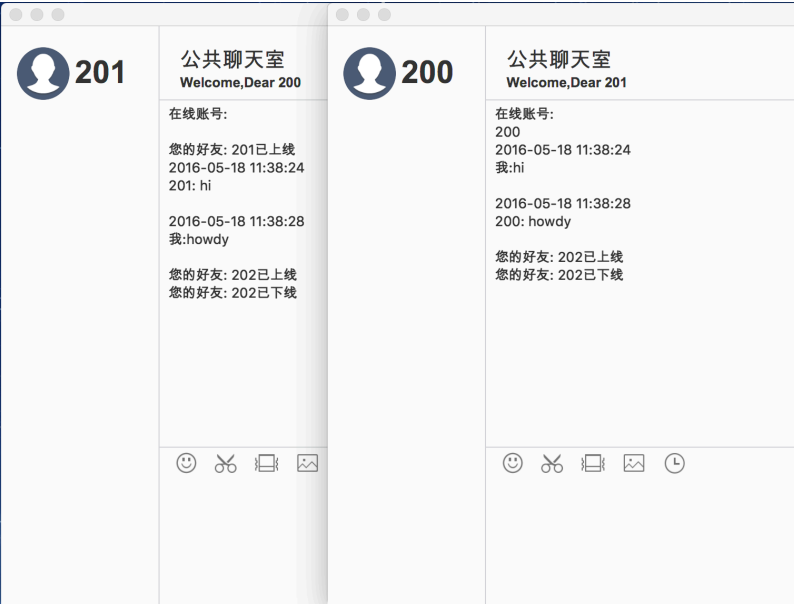 201
公共聊天室
Welcome,Dear 200
在线账号:
您的好友: 201已上线
2016-05-18 11:38:24
201: hi
2016-05-18 11:38:28
我:howdy
您的好友: 202已上线
您的好友: 202已下线
200
公共聊天室
Welcome,Dear 201
在线账号:
200
2016-05-18 11:38:24
我:hi
2016-05-18 11:38:28
200: howdy
您的好友: 202已上线
您的好友: 202已下线